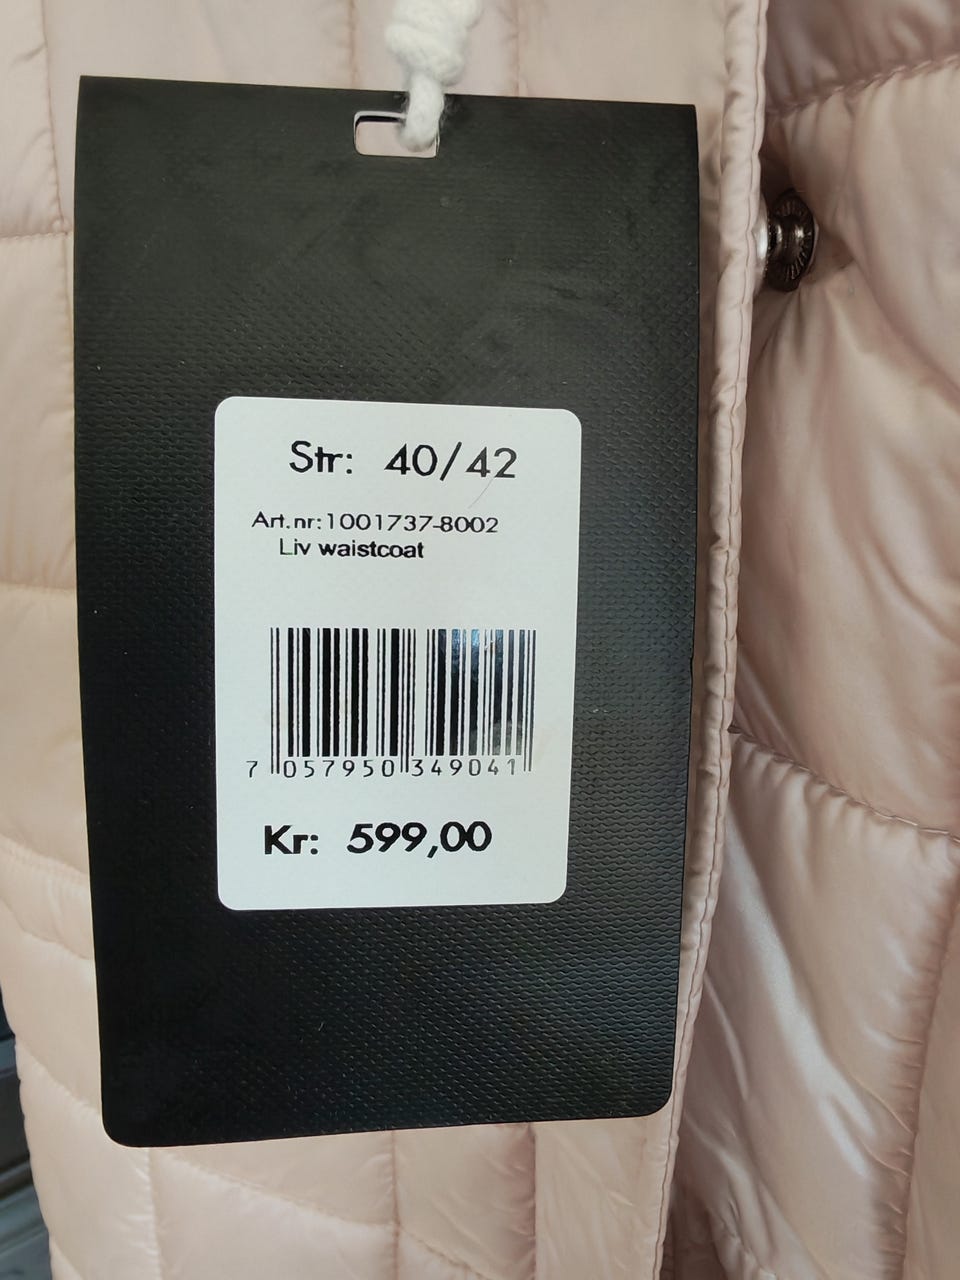 Str: 40/42
Art.nr:1001737-8002
Liv waistcoat
7 057950 349041
Kr: 599,00